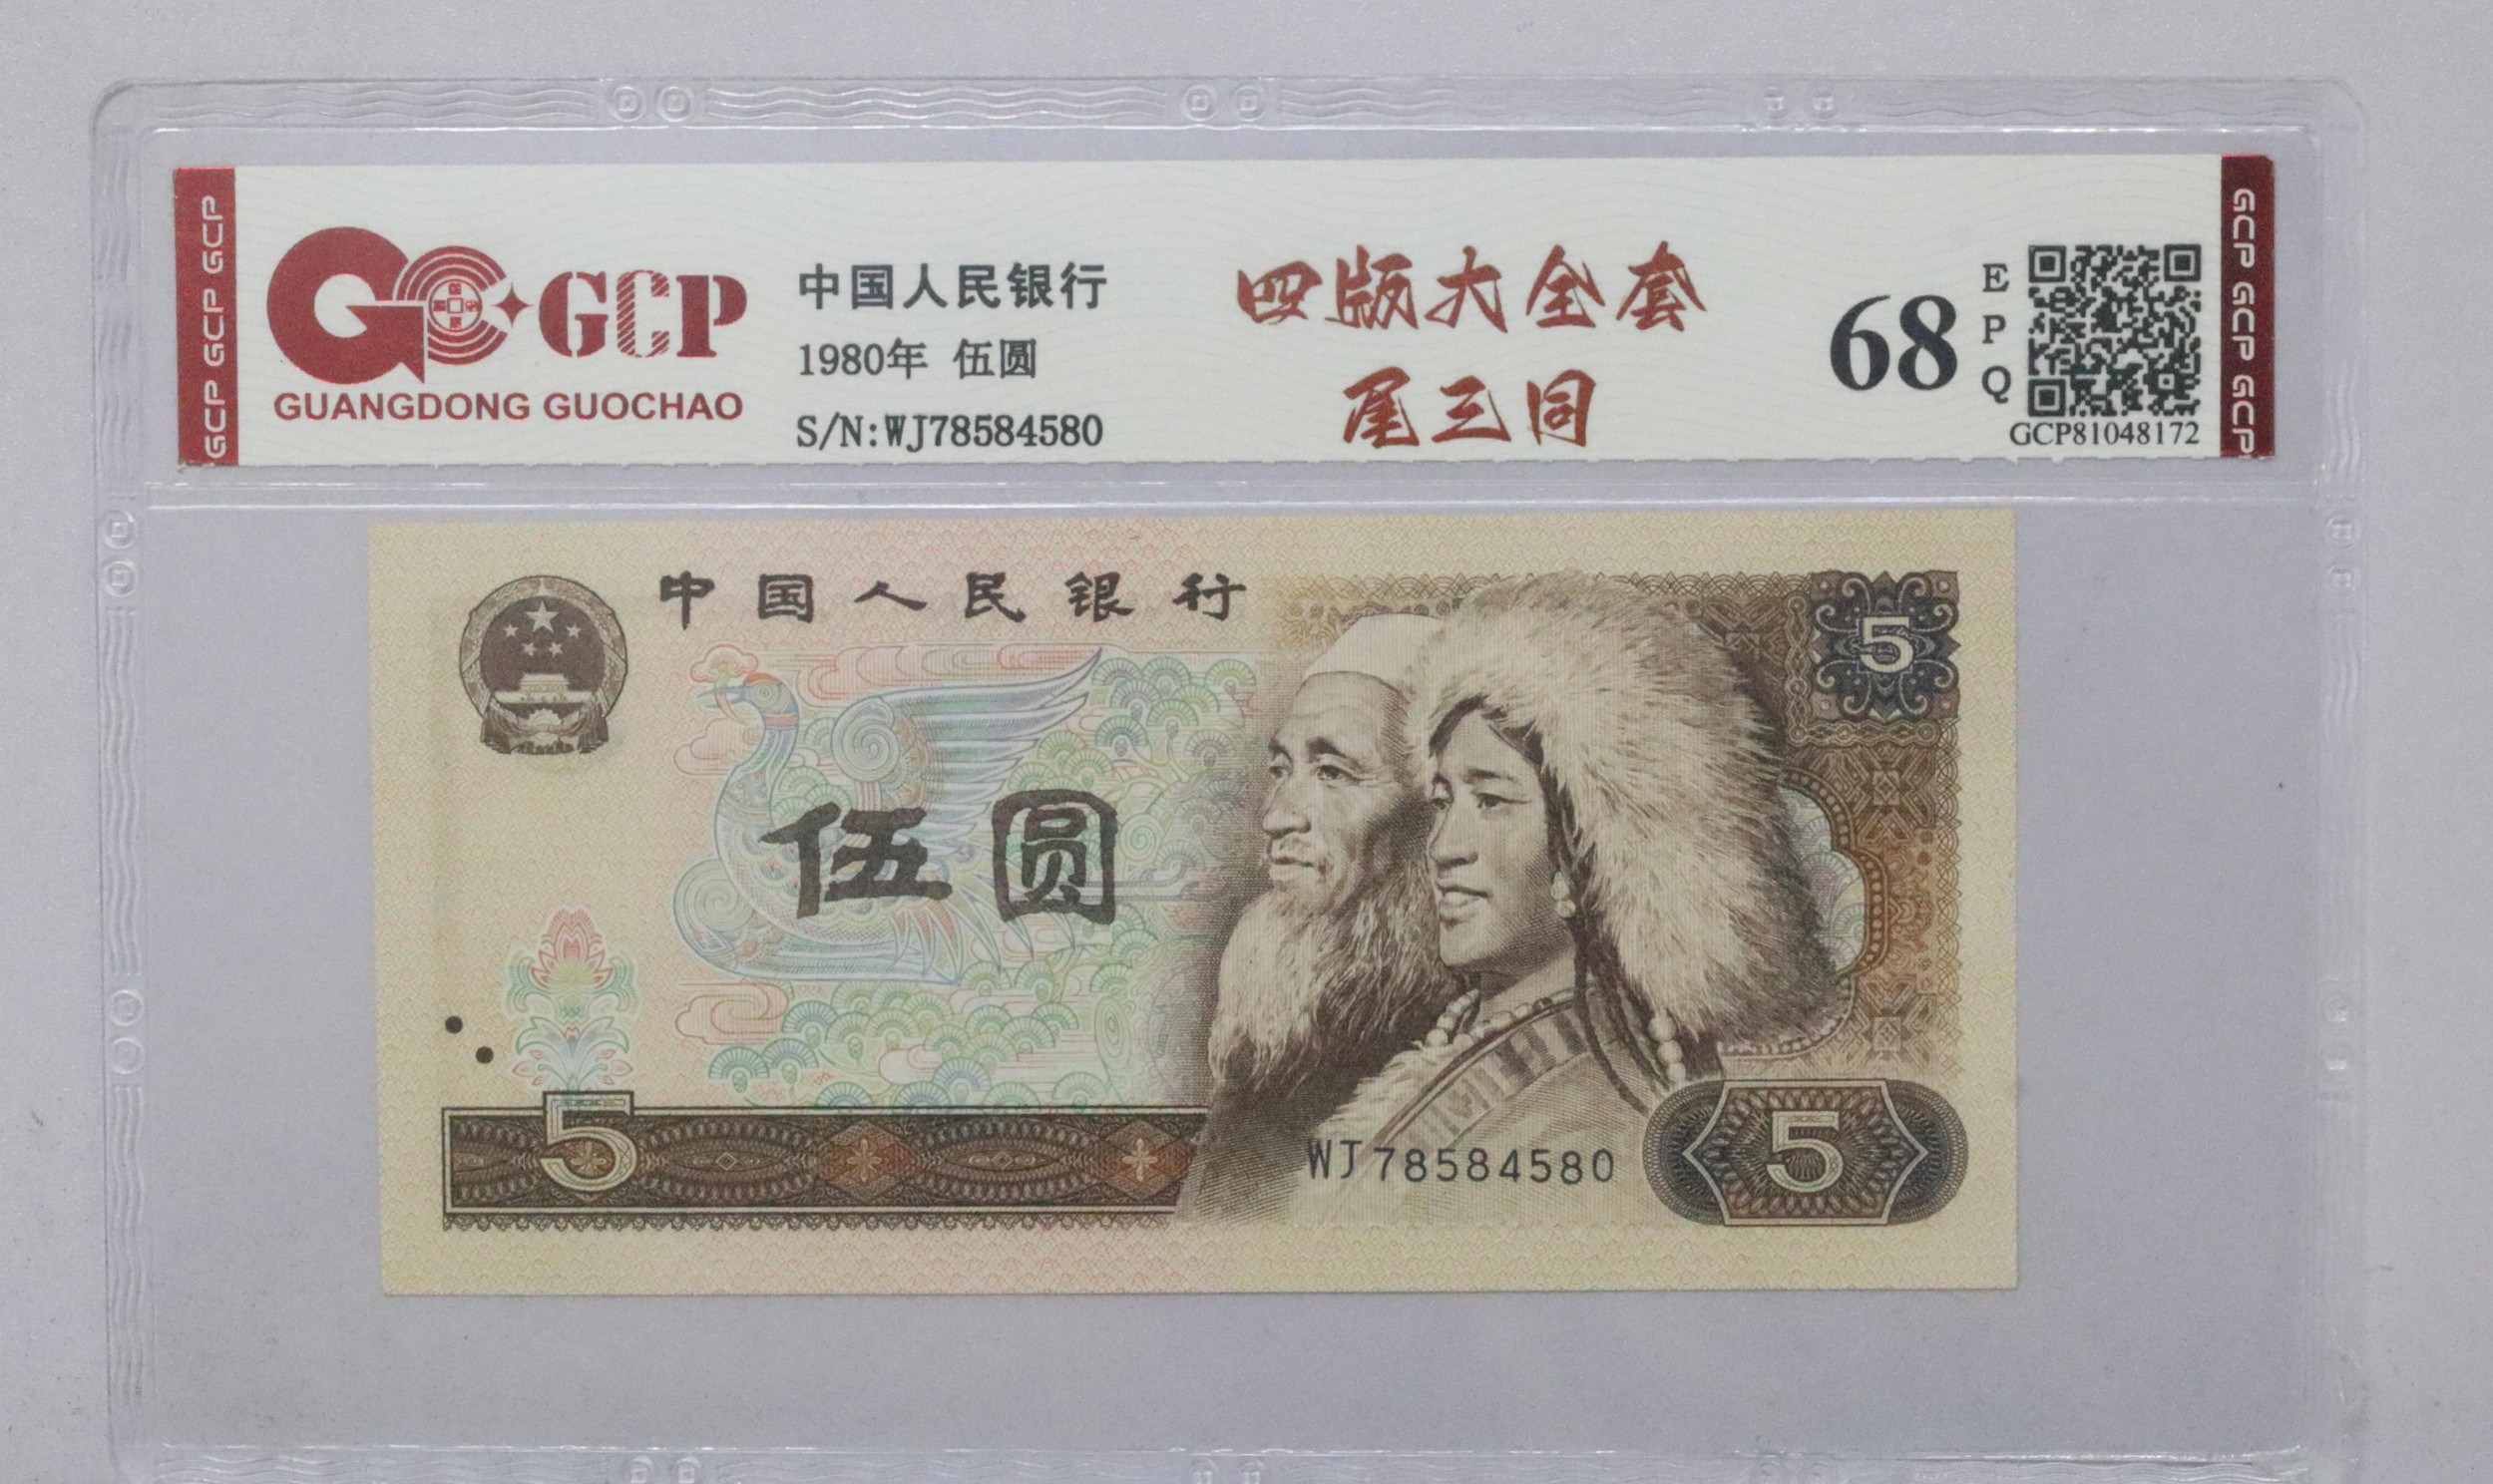 GCP GCP GCP
GCP
GUANGDONG GUOCHAO
中国人民银行
1980年 伍圆
S/N:WJ78584580
四版大全套
尾三同
68
EPQ
GCP81048172
GCP GCP GCP
中国人民银行
5
伍圆
5
WJ78584580
5